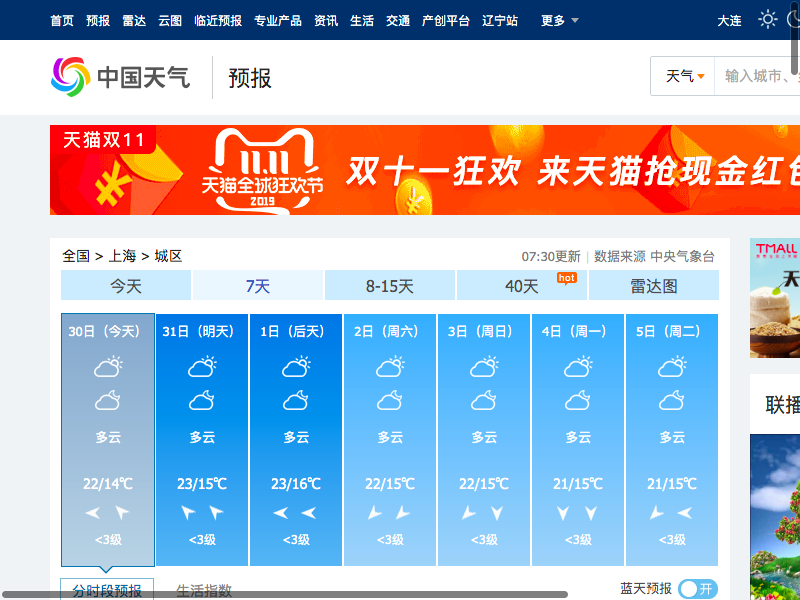 首页 预报 雷达 云图 临近预报 专业产品 资讯 生活 交通 产创平台 辽宁站 更多 大连
中国天气 预报 天气 输入城市、
天猫双11
天猫全球狂欢节
2019
双十一狂欢 来天猫抢现金红包
全国 > 上海 > 城区 07:30更新 | 数据来源 中央气象台
TMALL
天
今天 7天 8-15天 40天 hot 雷达图
30日（今天） 31日（明天） 1日（后天） 2日（周六） 3日（周日） 4日（周一） 5日（周二）
多云 多云 多云 多云 多云 多云 多云
联播
22/14℃ 23/15℃ 23/16℃ 22/15℃ 22/15℃ 21/15℃ 21/15℃
<3级 <3级 <3级 <3级 <3级 <3级 <3级
分时段预报 生活指数 蓝天预报 开